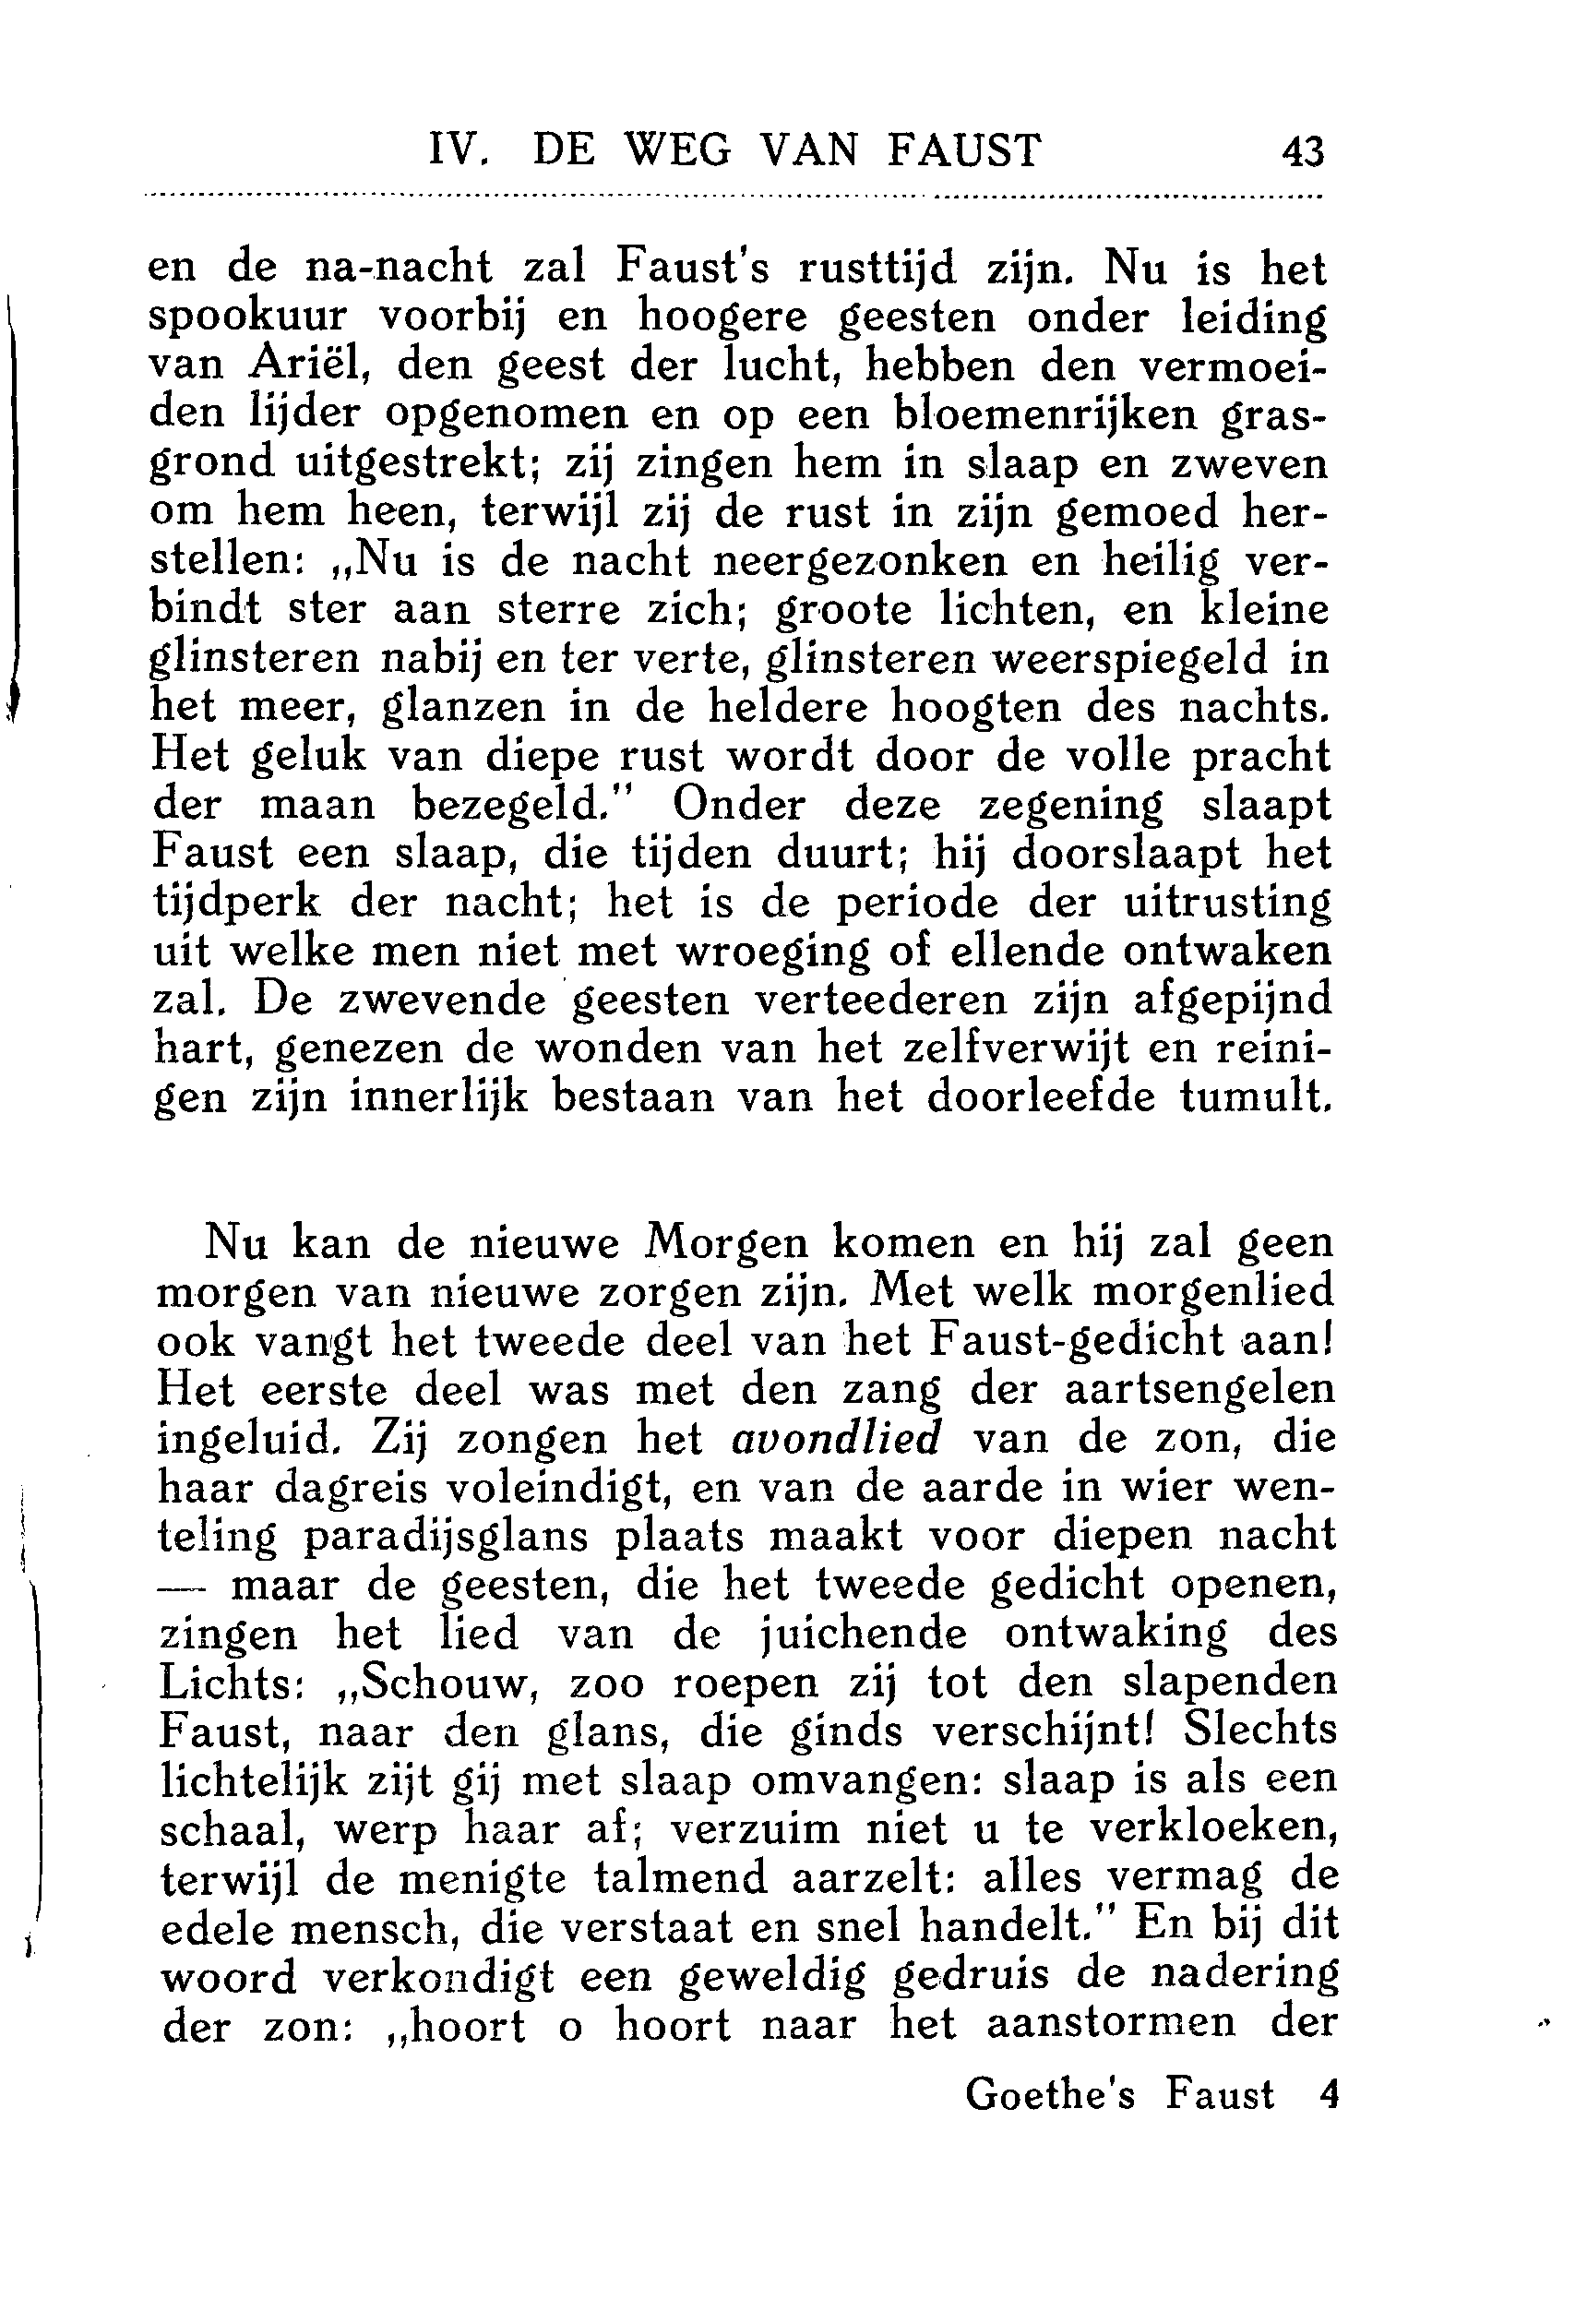 IV. DE WEG VAN FAUST 43
en de na-nacht zal Faust's rusttijd zijn. Nu is het
spookuur voorbij en hoogere geesten onder leiding
van Ariël, den geest der lucht, hebben den vermoei-
den lijder opgenomen en op een bloemenrijken gras-
grond uitgestrekt; zij zingen hem in slaap en zweven
om hem heen, terwijl zij de rust in zijn gemoed her-
stellen: „Nu is de nacht neergezonken en heilig ver-
bindt ster aan sterre zich; groote lichten, en kleine
glinsteren nabij en ter verte, glinsteren weerspiegeld in
het meer, glanzen in de heldere hoogten des nachts.
Het geluk van diepe rust wordt door de volle pracht
der maan bezegeld." Onder deze zegening slaapt
Faust een slaap, die tijden duurt; hij doorslaapt het
tijdperk der nacht; het is de periode der uitrusting
uit welke men niet met wroeging of ellende ontwaken
zal. De zwevende geesten verteederen zijn afgepijnd
hart, genezen de wonden van het zelfverwijt en reini-
gen zijn innerlijk bestaan van het doorleefde tumult.
Nu kan de nieuwe Morgen komen en hij zal geen
morgen van nieuwe zorgen zijn. Met welk morgenlied
ook vangt het tweede deel van het Faust-gedicht aan!
Het eerste deel was met den zang der aartsengelen
ingeluid. Zij zongen het avondlied van de zon, die
haar dagreis voleindigt, en van de aarde in wier wen-
teling paradijsglans plaats maakt voor diepen nacht
— maar de geesten, die het tweede gedicht openen,
zingen het lied van de juichende ontwaking des
Lichts: „Schouw, zoo roepen zij tot den slapenden
Faust, naar den glans, die ginds verschijnt! Slechts
lichtelijk zijt gij met slaap omvangen: slaap is als een
schaal, werp haar af; verzuim niet u te verkloeken,
terwijl de menigte talmend aarzelt: alles vermag de
edele mensch, die verstaat en snel handelt." En bij dit
woord verkondigt een geweldig gedruis de nadering
der zon: „hoort o hoort naar het aanstormen der
Goethe's Faust 4